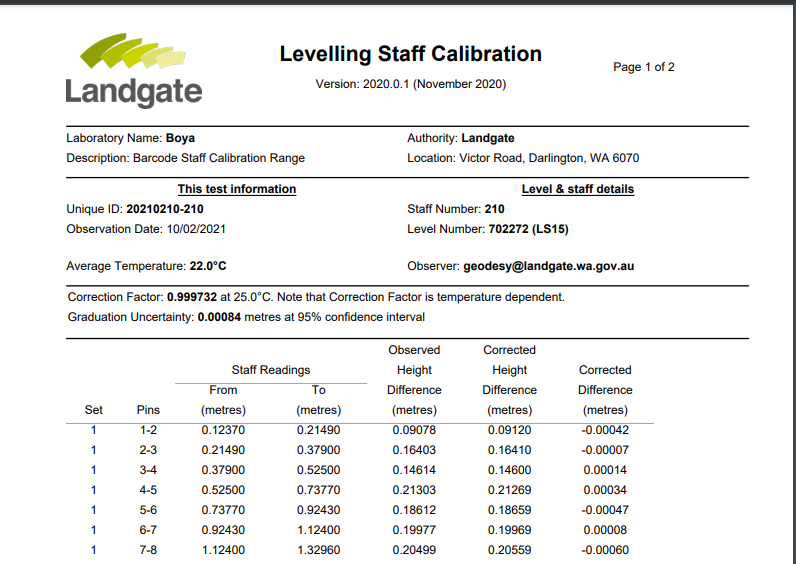 Landgate
Levelling Staff Calibration
Version: 2020.0.1 (November 2020)
Page 1 of 2
Laboratory Name: Boya Authority: Landgate
Description: Barcode Staff Calibration Range Location: Victor Road, Darlington, WA 6070
This test information Level & staff details
Unique ID: 20210210-210 Staff Number: 210
Observation Date: 10/02/2021 Level Number: 702272 (LS15)
Average Temperature: 22.0°C Observer: geodesy@landgate.wa.gov.au
Correction Factor: 0.999732 at 25.0°C. Note that Correction Factor is temperature dependent.
Graduation Uncertainty: 0.00084 metres at 95% confidence interval
Observed Corrected
Staff Readings Height Height Corrected
From To Difference Difference Difference
Set Pins (metres) (metres) (metres) (metres) (metres)
1 1-2 0.12370 0.21490 0.09078 0.09120 -0.00042
1 2-3 0.21490 0.37900 0.16403 0.16410 -0.00007
1 3-4 0.37900 0.52500 0.14614 0.14600 0.00014
1 4-5 0.52500 0.73770 0.21303 0.21269 0.00034
1 5-6 0.73770 0.92430 0.18612 0.18659 -0.00047
1 6-7 0.92430 1.12400 0.19977 0.19969 0.00008
1 7-8 1.12400 1.32960 0.20499 0.20559 -0.00060